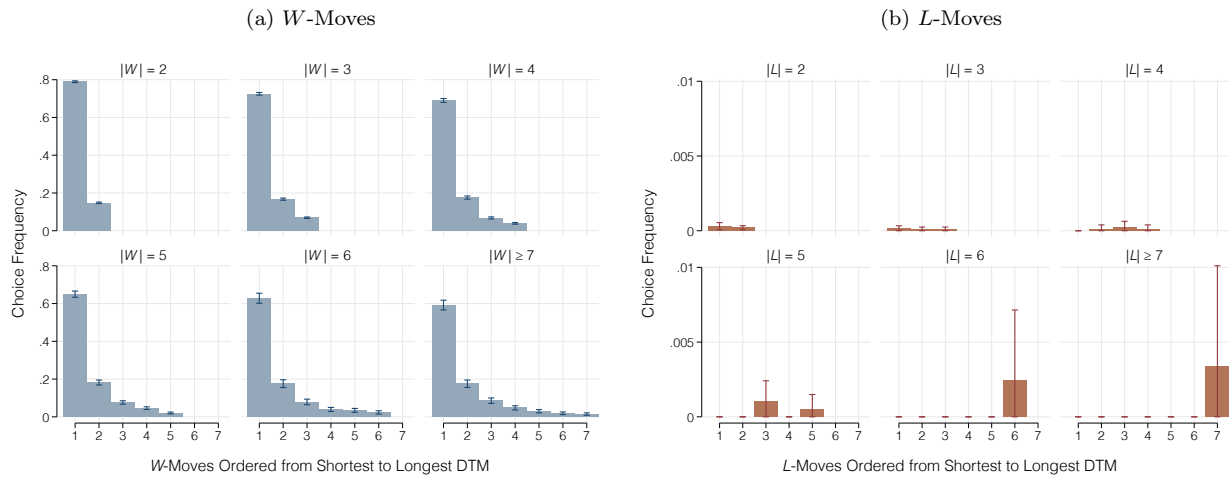 (a) W-Moves
(b) L-Moves
|W| = 2
|W| = 3
|W| = 4
.8
.6
.4
.2
0
|W| = 5
|W| = 6
|W| ≥ 7
.8
.6
.4
.2
0
1 2 3 4 5 6 7
1 2 3 4 5 6 7
1 2 3 4 5 6 7
Choice Frequency
W-Moves Ordered from Shortest to Longest DTM
|L| = 2
|L| = 3
|L| = 4
.01
.005
0
|L| = 5
|L| = 6
|L| ≥ 7
.01
.005
0
1 2 3 4 5 6 7
1 2 3 4 5 6 7
1 2 3 4 5 6 7
Choice Frequency
L-Moves Ordered from Shortest to Longest DTM